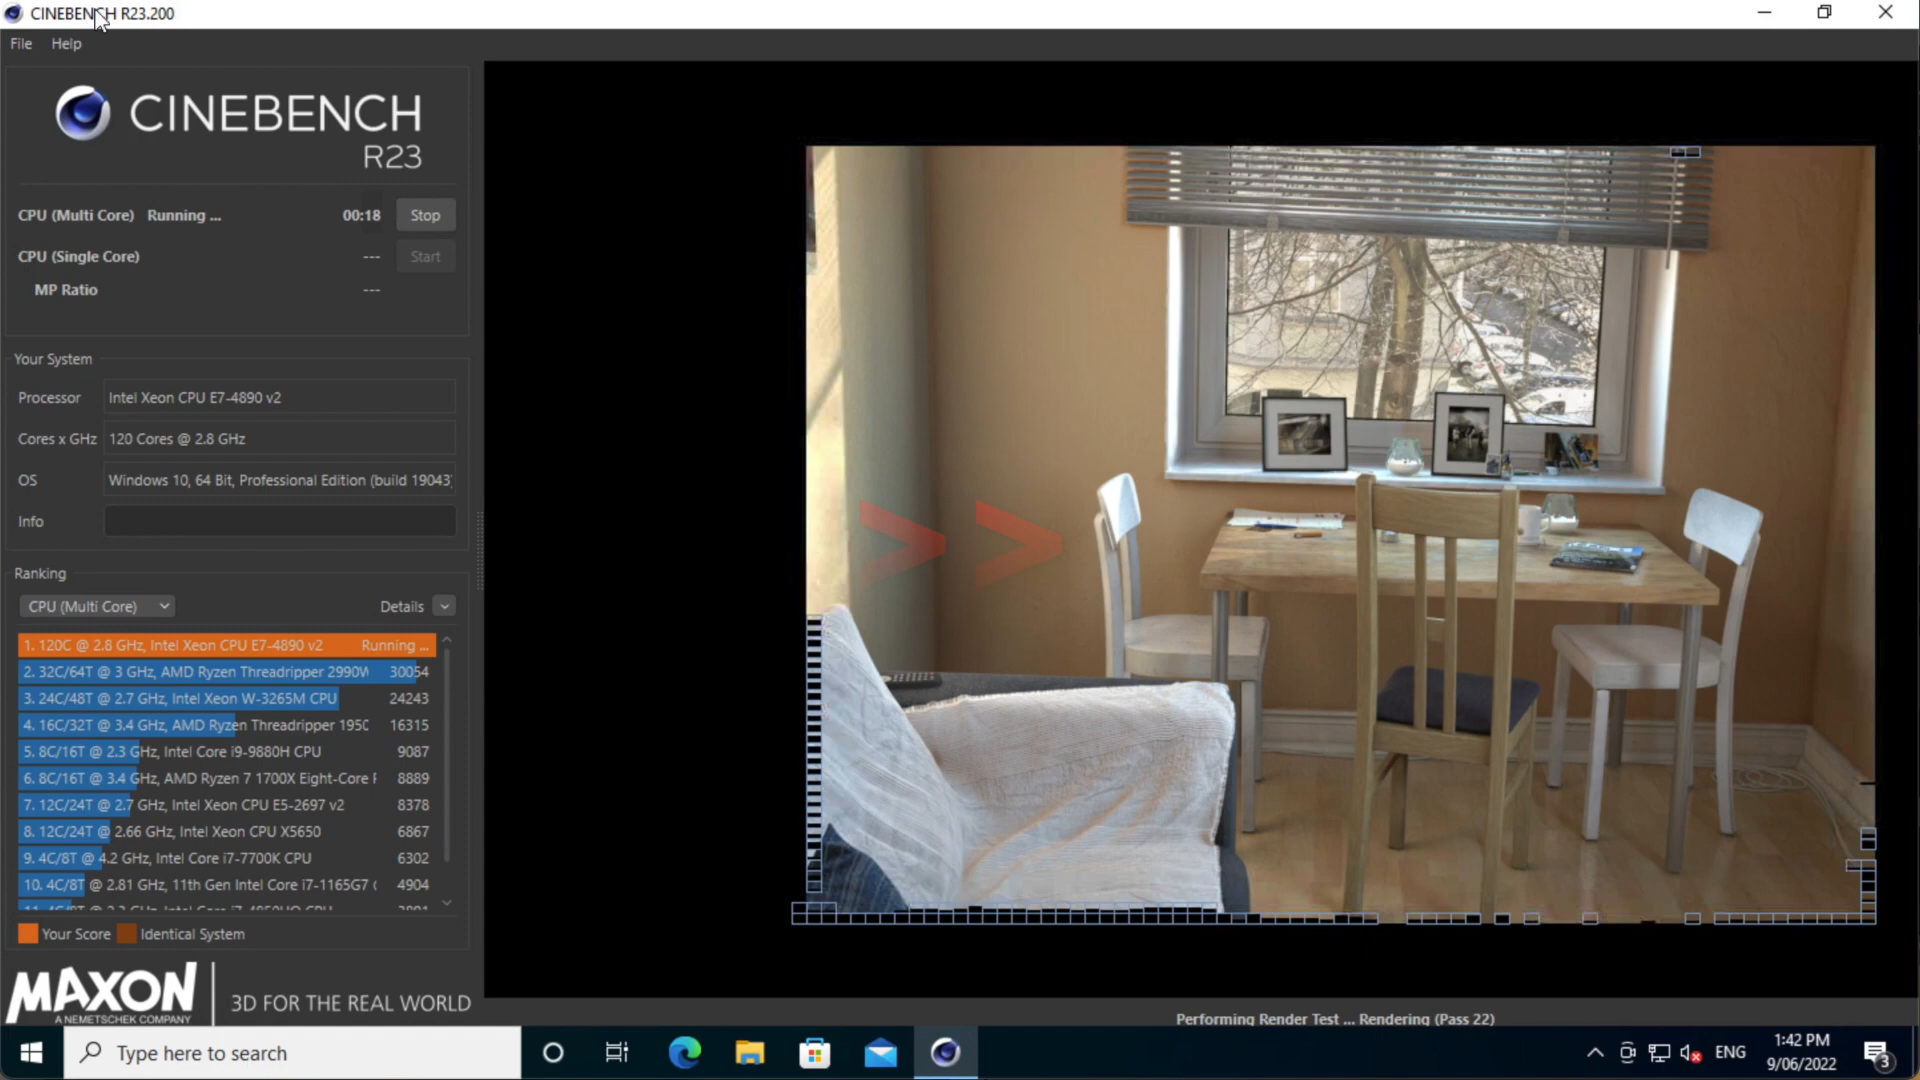 CINEBENCH R23.200
File Help
CINEBENCH
R23
CPU (Multi Core) Running ... 00:18 Stop
CPU (Single Core) --- Start
MP Ratio ---
Your System
Processor Intel Xeon CPU E7-4890 v2
Cores x GHz 120 Cores @ 2.8 GHz
OS Windows 10, 64 Bit, Professional Edition (build 19043)
Info
Ranking
CPU (Multi Core) Details
1. 120C @ 2.8 GHz, Intel Xeon CPU E7-4890 v2 Running ...
2. 32C/64T @ 3 GHz, AMD Ryzen Threadripper 2990W 30054
3. 24C/48T @ 2.7 GHz, Intel Xeon W-3265M CPU 24243
4. 16C/32T @ 3.4 GHz, AMD Ryzen Threadripper 195 16315
5. 8C/16T @ 2.3 GHz, Intel Core i9-9880H CPU 9087
6. 8C/16T @ 3.4 GHz, AMD Ryzen 7 1700X Eight-Core 8889
7. 12C/24T @ 2.7 GHz, Intel Xeon CPU E5-2697 v2 8378
8. 12C/24T @ 2.66 GHz, Intel Xeon CPU X5650 6867
9. 4C/8T @ 4.2 GHz, Intel Core i7-7700K CPU 6302
10. 4C/8T @ 2.81 GHz, 11th Gen Intel Core i7-1165G7 4904
Your Score Identical System
MAXON
A NEMETSCHEK COMPANY
3D FOR THE REAL WORLD
>>
Performing Render Test ... Rendering (Pass 22)
Type here to search
ENG
1:42 PM
9/06/2022
3